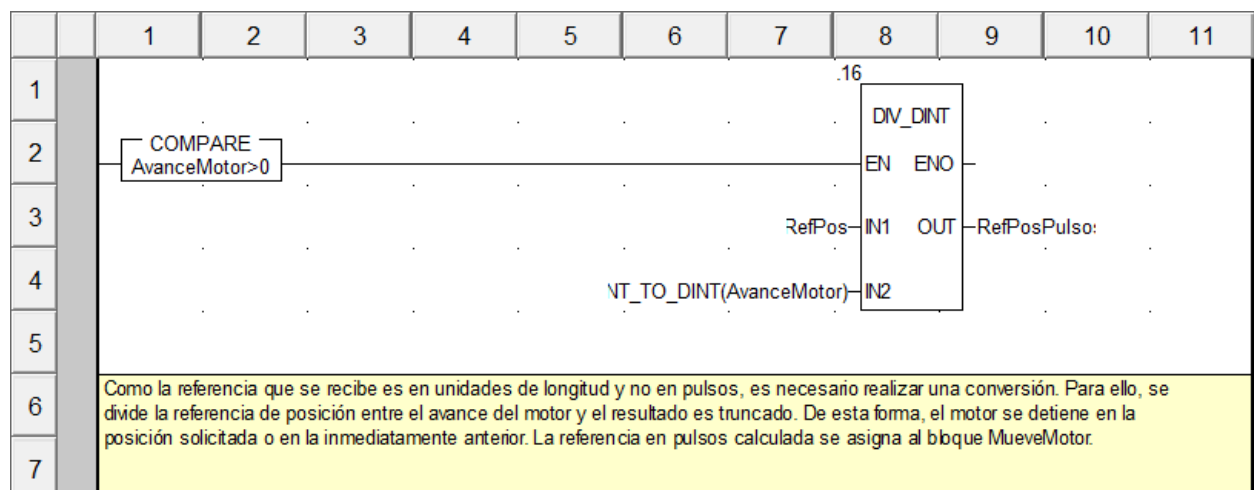 1 2 3 4 5 6 7 8 9 10 11
1
.16
DIV_DINT
2
COMPARE
AvanceMotor>0
EN ENO
3
RefPos IN1 OUT RefPosPulso
4
NT_TO_DINT(AvanceMotor) IN2
5
6
Como la referencia que se recibe es en unidades de longitud y no en pulsos, es necesario realizar una conversión. Para ello, se
divide la referencia de posición entre el avance del motor y el resultado es truncado. De esta forma, el motor se detiene en la
posición solicitada o en la inmediatamente anterior. La referencia en pulsos calculada se asigna al bloque MueveMotor.
7